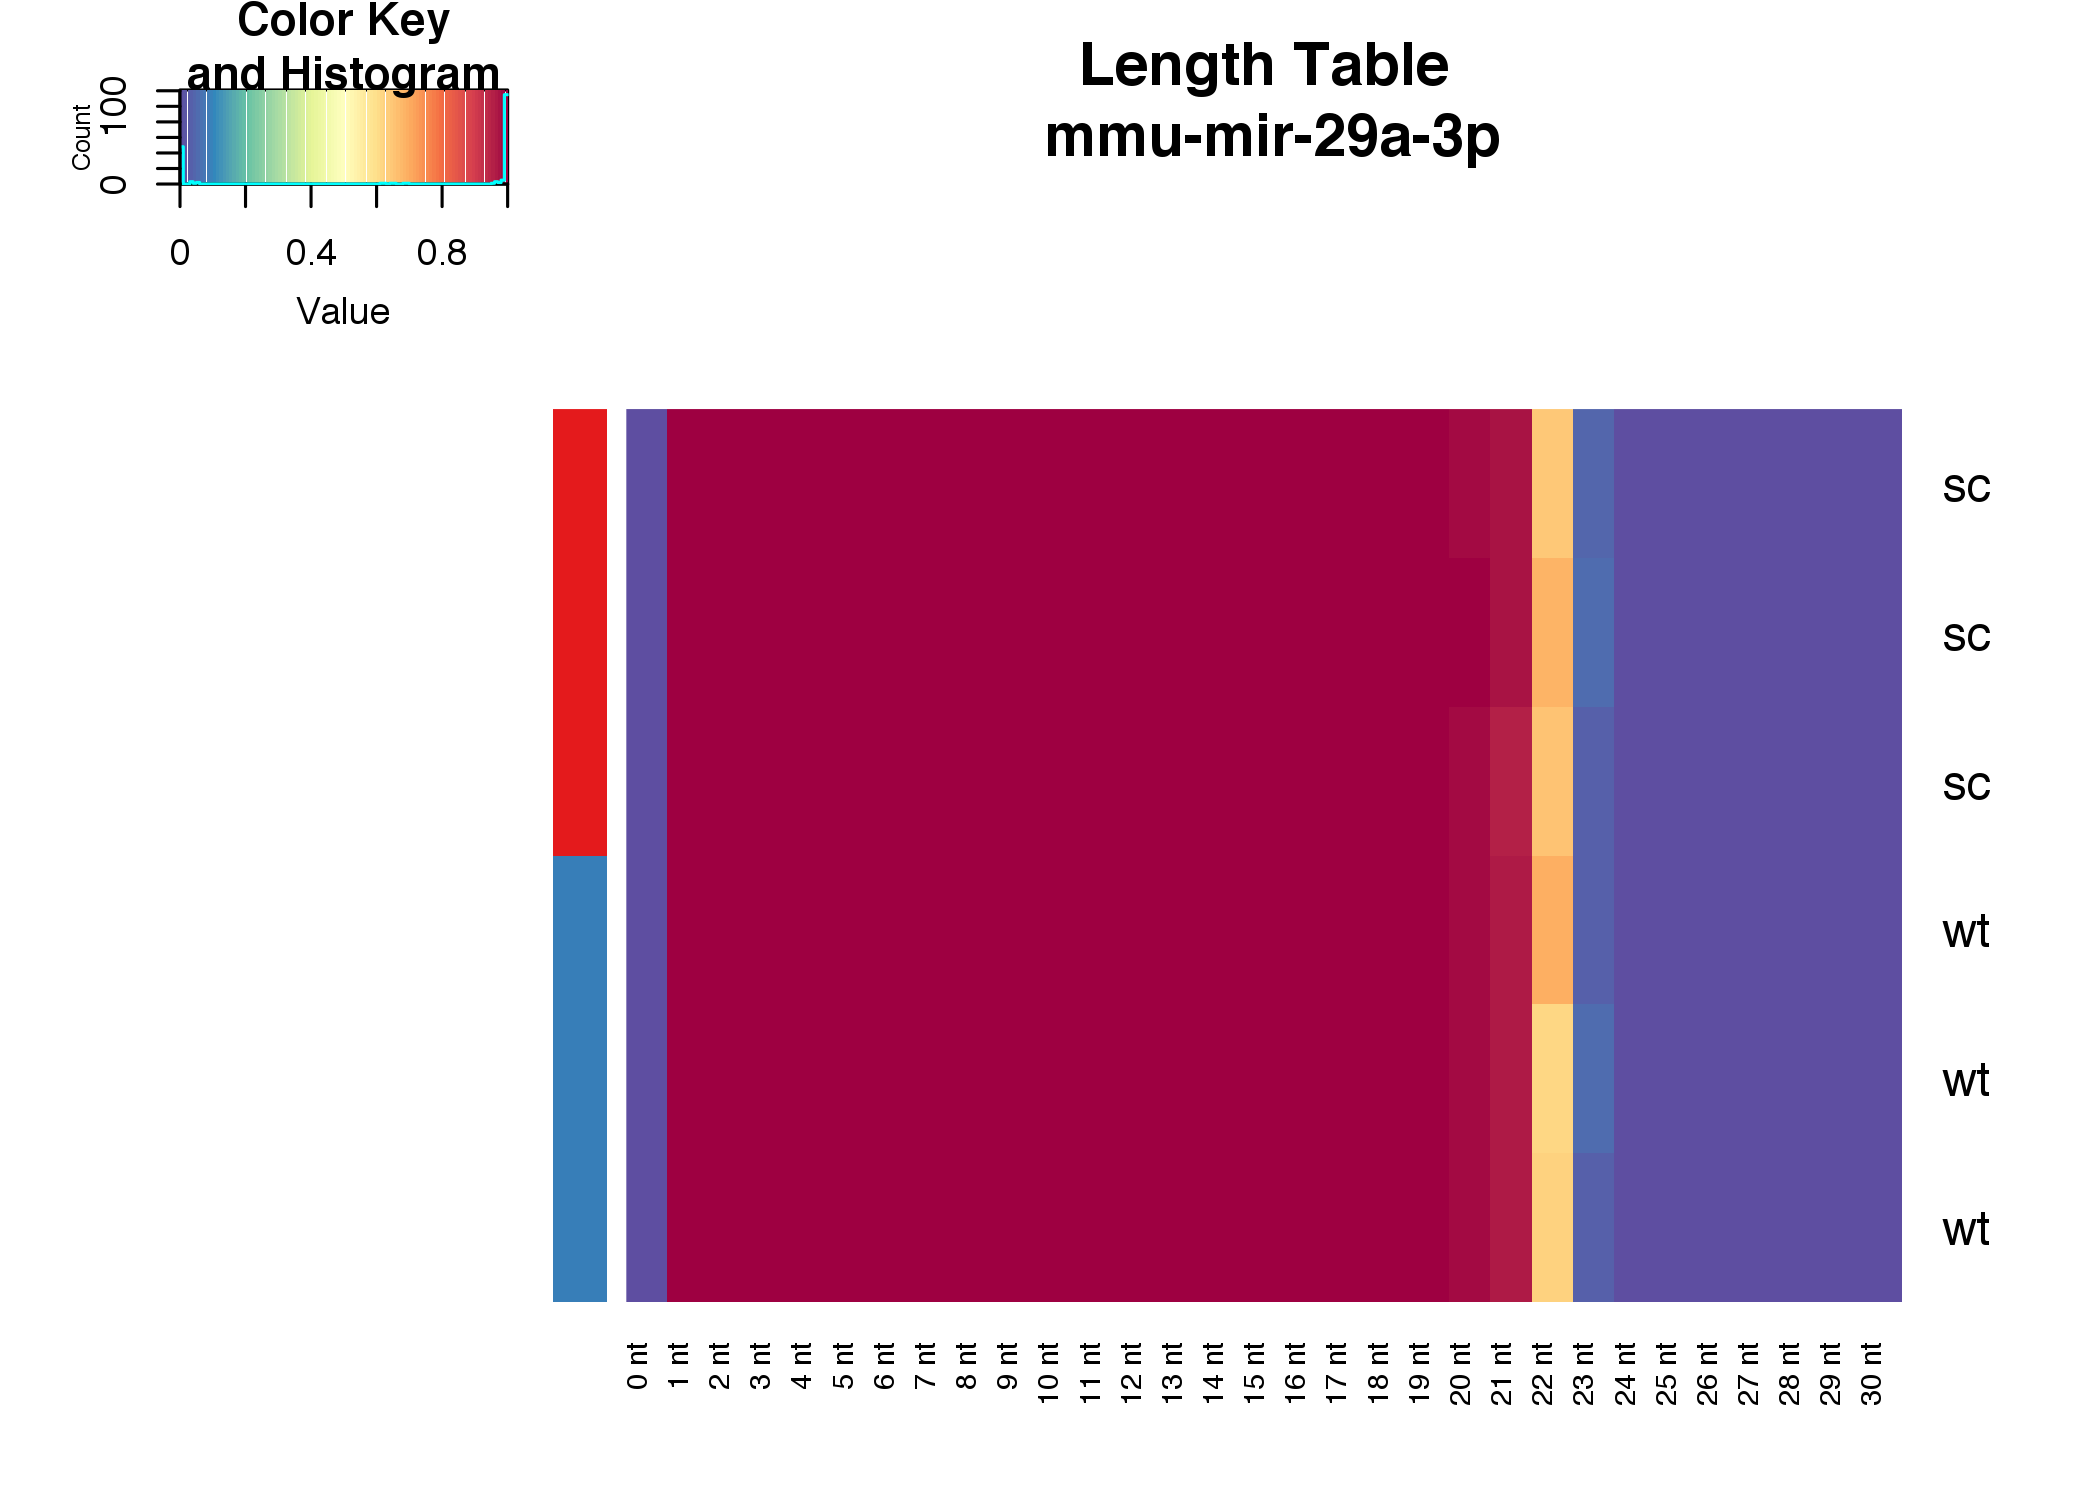 Color Key
and Histogram
Length Table
mmu-mir-29a-3p
Count
0
100
0
0.4
0.8
Value
sc
sc
sc
wt
wt
wt
0 nt
1 nt
2 nt
3 nt
4 nt
5 nt
6 nt
7 nt
8 nt
9 nt
10 nt
11 nt
12 nt
13 nt
14 nt
15 nt
16 nt
17 nt
18 nt
19 nt
20 nt
21 nt
22 nt
23 nt
24 nt
25 nt
26 nt
27 nt
28 nt
29 nt
30 nt